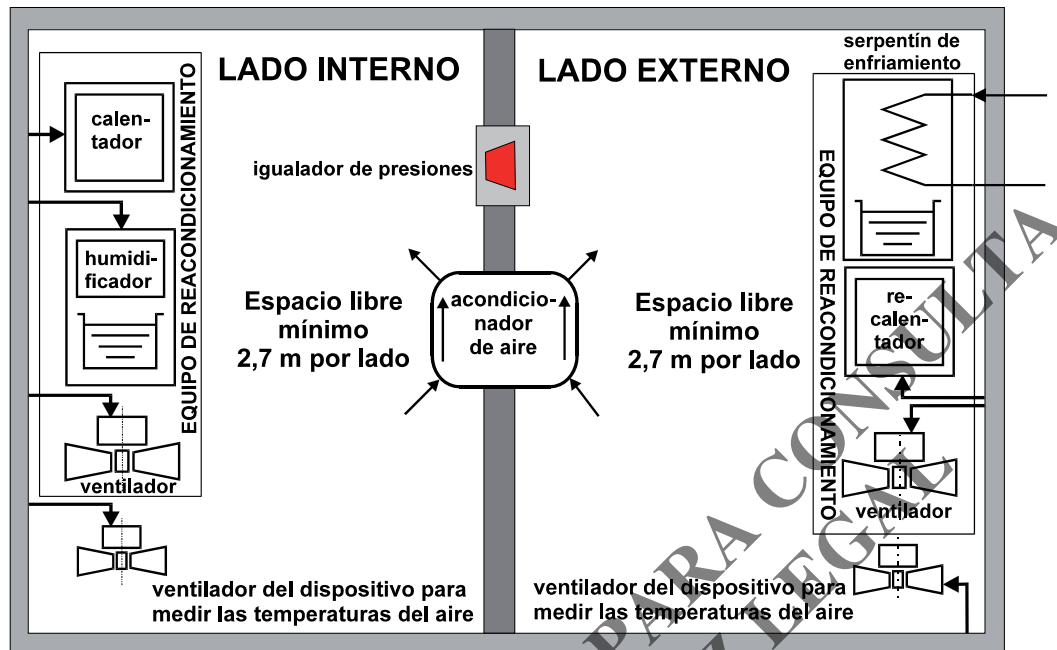 LADO INTERNO
LADO EXTERNO
serpentín de
enfriamiento
calen-
tador
EQUIPO DE REACONDICIONAMIENTO
igualador de presiones
humidi-
ficador
Espacio libre
mínimo
2,7 m por lado
acondicio-
nador
de aire
Espacio libre
mínimo
2,7 m por lado
re-
calen-
tador
EQUIPO DE REACONDICIONAMIENTO
ventilador
ventilador
ventilador del dispositivo para
medir las temperaturas del aire
ventilador del dispositivo para
medir las temperaturas del aire
PARA CONSULTA
LEGAL